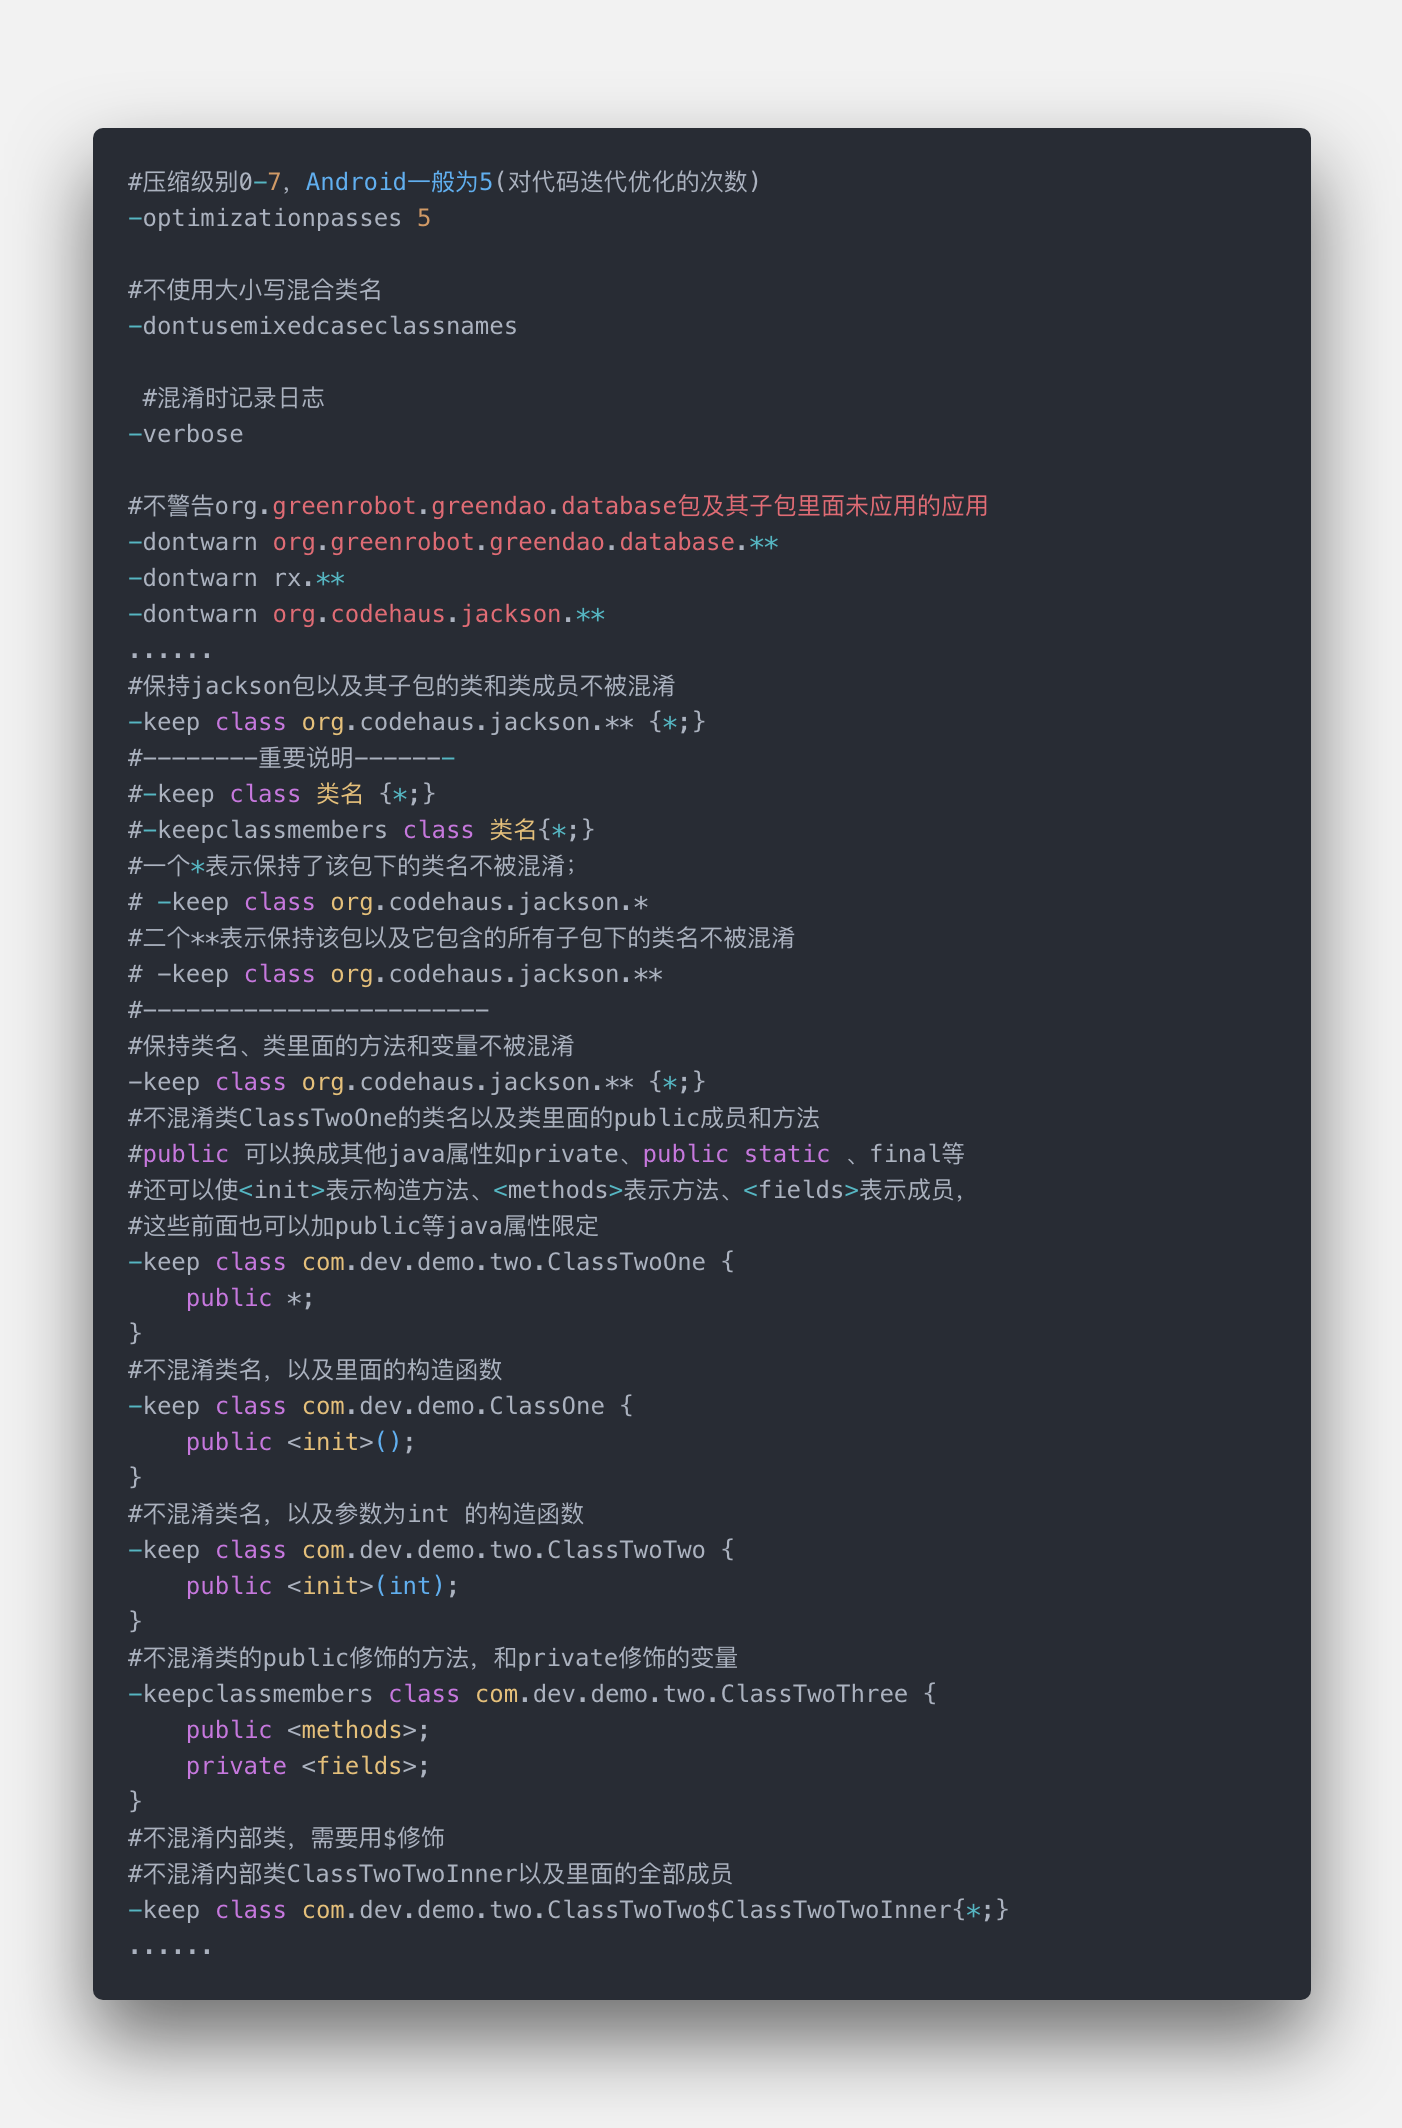 #压缩级别0-7，Android一般为5(对代码迭代优化的次数)
-optimizationpasses 5
#不使用大小写混合类名
-dontusemixedcaseclassnames
#混淆时记录日志
-verbose
#不警告org.greenrobot.greendao.database包及其子包里面未应用的应用
-dontwarn org.greenrobot.greendao.database.**
-dontwarn rx.**
-dontwarn org.codehaus.jackson.**
......
#保持jackson包以及其子包的类和类成员不被混淆
-keep class org.codehaus.jackson.** {*;}
#--------重要说明-------
#-keep class 类名 {*;}
#-keepclassmembers class 类名{*;}
#一个*表示保持了该包下的类名不被混淆；
# -keep class org.codehaus.jackson.*
#二个**表示保持该包以及它包含的所有子包下的类名不被混淆
# -keep class org.codehaus.jackson.**
#------------------------
#保持类名、类里面的方法和变量不被混淆
-keep class org.codehaus.jackson.** {*;}
#不混淆类ClassTwoOne的类名以及类里面的public成员和方法
#public 可以换成其他java属性如private、public static 、final等
#还可以使<init>表示构造方法、<methods>表示方法、<fields>表示成员，
#这些前面也可以加public等java属性限定
-keep class com.dev.demo.two.ClassTwoOne {
    public *;
}
#不混淆类名，以及里面的构造函数
-keep class com.dev.demo.ClassOne {
    public <init>();
}
#不混淆类名，以及参数为int 的构造函数
-keep class com.dev.demo.two.ClassTwoTwo {
    public <init>(int);
}
#不混淆类的public修饰的方法，和private修饰的变量
-keepclassmembers class com.dev.demo.two.ClassTwoThree {
    public <methods>;
    private <fields>;
}
#不混淆内部类，需要用$修饰
#不混淆内部类ClassTwoTwoInner以及里面的全部成员
-keep class com.dev.demo.two.ClassTwoTwo$ClassTwoTwoInner{*;}
......